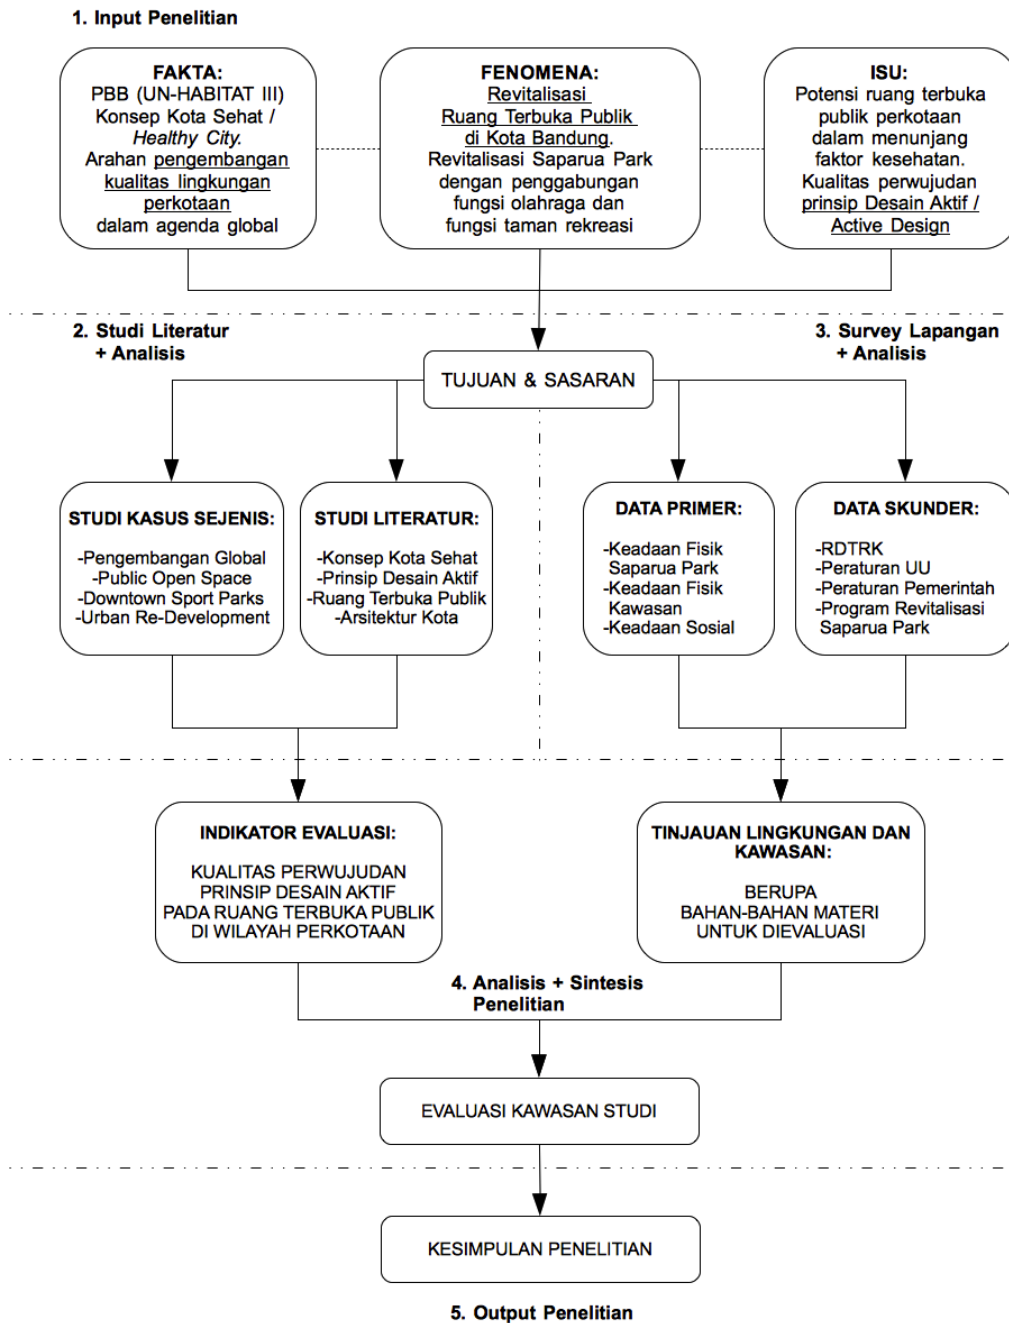 1. Input Penelitian
FAKTA:
PBB (UN-HABITAT III)
Konsep Kota Sehat /
Healthy City.
Arahan pengembangan
kualitas lingkungan
perkotaan
dalam agenda global
FENOMENA:
Revitalisasi
Ruang Terbuka Publik
di Kota Bandung.
Revitalisasi Saparua Park
dengan penggabungan
fungsi olahraga dan
fungsi taman rekreasi
ISU:
Potensi ruang terbuka
publik perkotaan
dalam menunjang
faktor kesehatan.
Kualitas perwujudan
prinsip Desain Aktif /
Active Design
2. Studi Literatur
+ Analisis
3. Survey Lapangan
+ Analisis
TUJUAN & SASARAN
STUDI KASUS SEJENIS:
-Pengembangan Global
-Public Open Space
-Downtown Sport Parks
-Urban Re-Development
STUDI LITERATUR:
-Konsep Kota Sehat
-Prinsip Desain Aktif
-Ruang Terbuka Publik
-Arsitektur Kota
DATA PRIMER:
-Keadaan Fisik
Saparua Park
-Keadaan Fisik
Kawasan
-Keadaan Sosial
DATA SKUNDER:
-RDTRK
-Peraturan UU
-Peraturan Pemerintah
-Program Revitalisasi
Saparua Park
INDIKATOR EVALUASI:
KUALITAS PERWUJUDAN
PRINSIP DESAIN AKTIF
PADA RUANG TERBUKA PUBLIK
DI WILAYAH PERKOTAAN
TINJAUAN LINGKUNGAN DAN
KAWASAN:
BERUPA
BAHAN-BAHAN MATERI
UNTUK DIEVALUASI
4. Analisis + Sintesis
Penelitian
EVALUASI KAWASAN STUDI
KESIMPULAN PENELITIAN
5. Output Penelitian